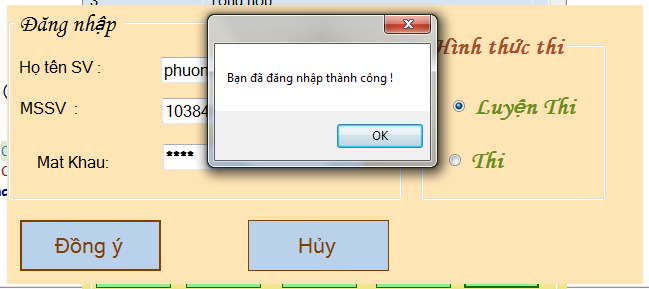 Đăng nhập
Họ tên SV :
MSSV :
10384
Mat Khau:
****
Bạn đã đăng nhập thành công !
OK
Hình thức thi
Luyện Thi
Thi
Đồng ý
Hủy